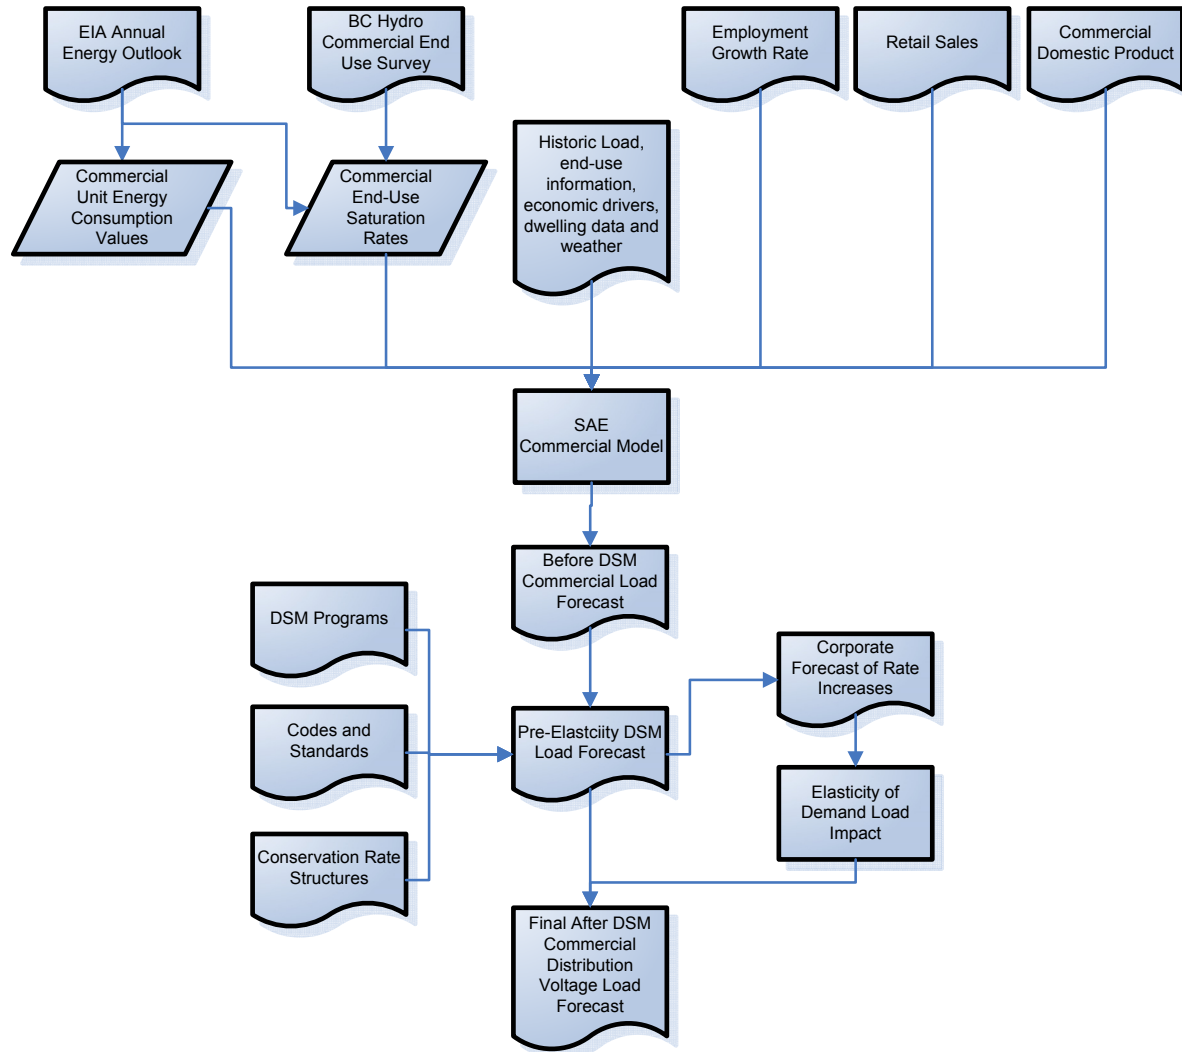 EIA Annual
Energy Outlook
BC Hydro
Commercial End
Use Survey
Employment
Growth Rate
Retail Sales
Commercial
Domestic Product
Commercial
Unit Energy
Consumption
Values
Commercial
End-Use
Saturation
Rates
Historic Load,
end-use
information,
economic drivers,
dwelling data and
weather
SAE
Commercial Model
Before DSM
Commercial Load
Forecast
DSM Programs
Corporate
Forecast of Rate
Increases
Codes and
Standards
Pre-Elastciity DSM
Load Forecast
Elasticity of
Demand Load
Impact
Conservation Rate
Structures
Final After DSM
Commercial
Distribution
Voltage Load
Forecast